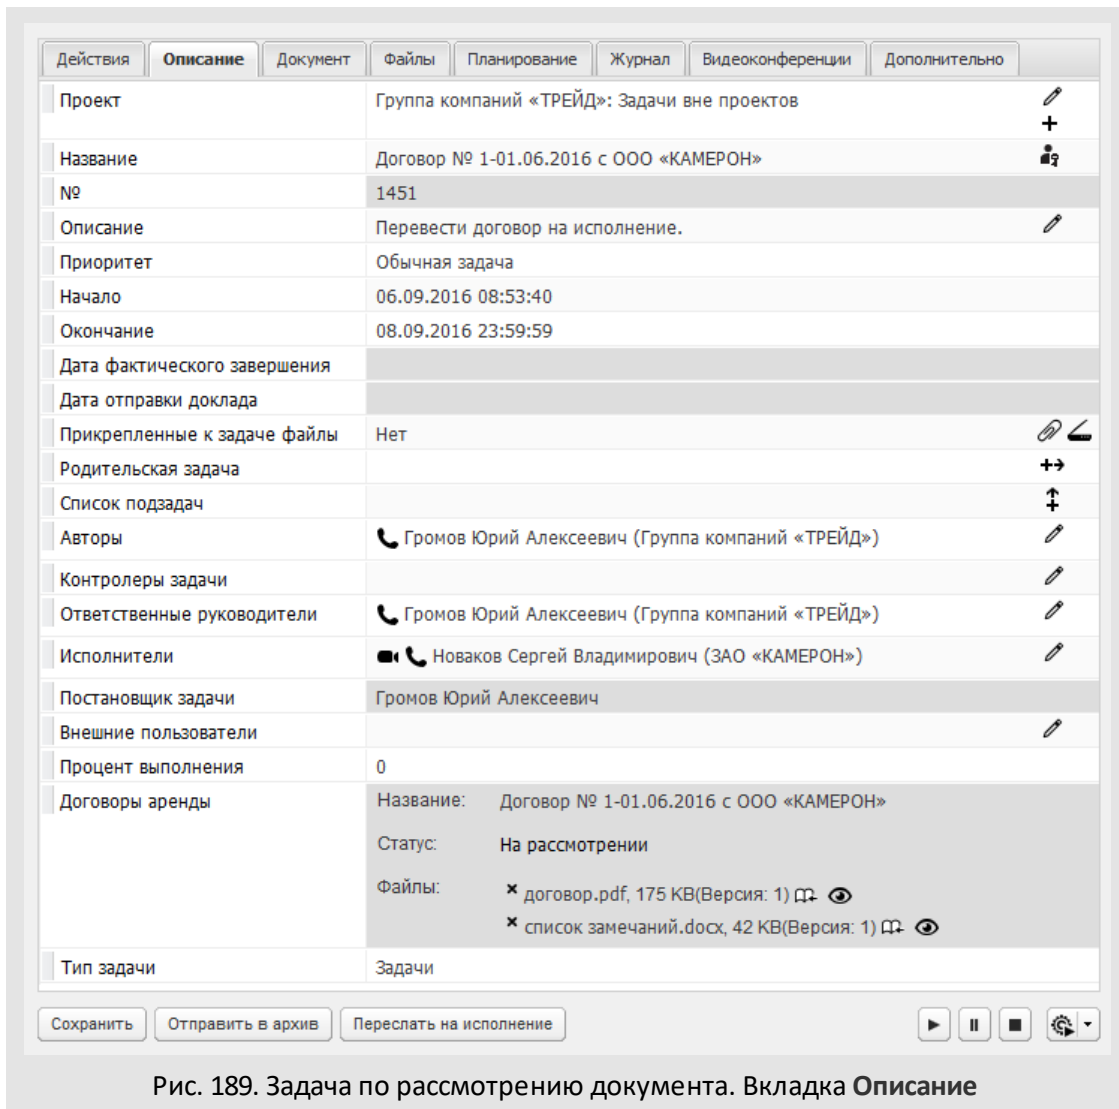 Действия Описание Документ Файлы Планирование Журнал Видеоконференции Дополнительно
Проект Группа компаний «ТРЕЙД»: Задачи вне проектов
Название Договор № 1-01.06.2016 с ООО «КАМЕРОН»
№ 1451
Описание Перевести договор на исполнение.
Приоритет Обычная задача
Начало 06.09.2016 08:53:40
Окончание 08.09.2016 23:59:59
Дата фактического завершения
Дата отправки доклада
Прикрепленные к задаче файлы Нет
Родительская задача
Список подзадач
Авторы Громов Юрий Алексеевич (Группа компаний «ТРЕЙД»)
Контролеры задачи
Ответственные руководители Громов Юрий Алексеевич (Группа компаний «ТРЕЙД»)
Исполнители Новаков Сергей Владимирович (ЗАО «КАМЕРОН»)
Постановщик задачи Громов Юрий Алексеевич
Внешние пользователи
Процент выполнения 0
Договоры аренды Название: Договор № 1-01.06.2016 с ООО «КАМЕРОН»
Статус: На рассмотрении
Файлы: договор.pdf, 175 KB(Версия: 1)
список замечаний.docx, 42 KB(Версия: 1)
Тип задачи Задачи
Сохранить Отправить в архив Переслать на исполнение
Рис. 189. Задача по рассмотрению документа. Вкладка Описание